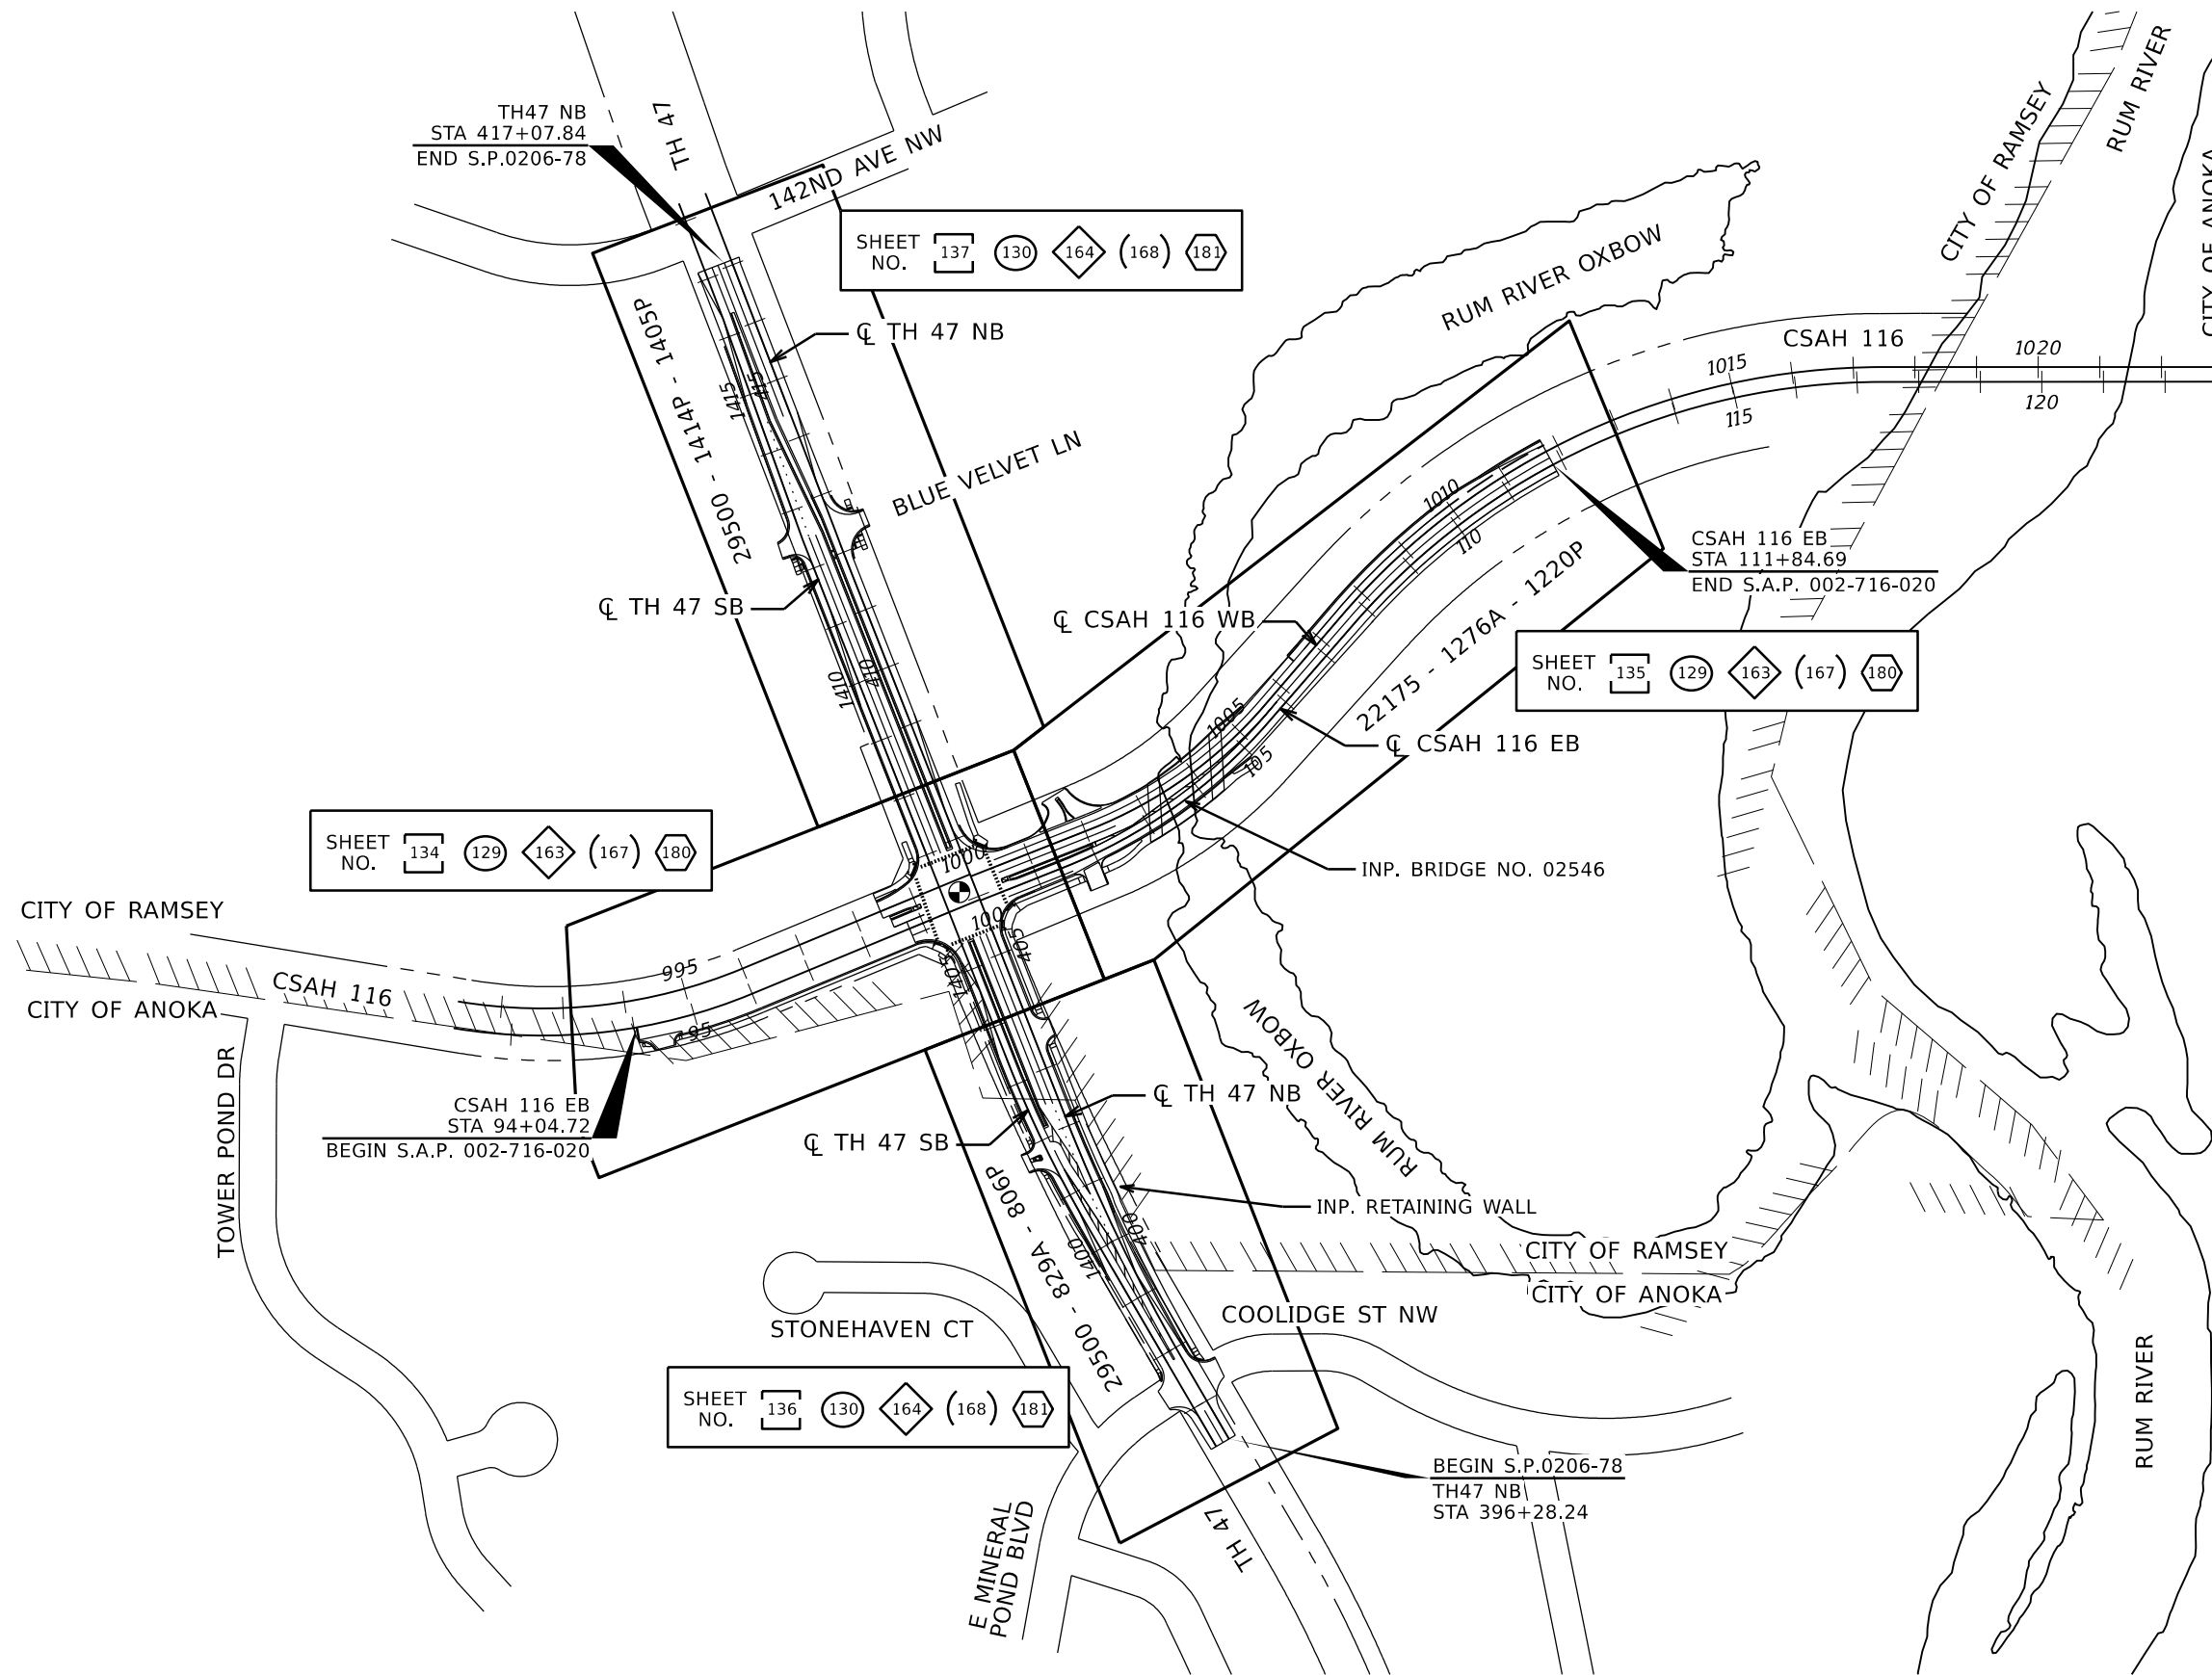 TH47 NB
STA 417+07.84
END S.P.0206-78
TH 47
142ND AVE NW
SHEET NO. 137 130 164 168 181
℄ TH 47 NB
29500 - 1414P - 1405P
1415
415
BLUE VELVET LN
℄ TH 47 SB
1410
410
RUM RIVER OXBOW
CITY OF RAMSEY
RUM RIVER
CITY OF ANOKA
CSAH 116
1015
1020
115
120
1010
110
CSAH 116 EB
STA 111+84.69
END S.A.P. 002-716-020
℄ CSAH 116 WB
22175 - 1276A - 1220P
SHEET NO. 135 129 163 167 180
1005
105
℄ CSAH 116 EB
SHEET NO. 134 129 163 167 180
1000
100
INP. BRIDGE NO. 02546
CITY OF RAMSEY
CSAH 116
CITY OF ANOKA
995
195
1405
405
RUM RIVER OXBOW
TOWER POND DR
CSAH 116 EB
STA 94+04.72
BEGIN S.A.P. 002-716-020
℄ TH 47 NB
℄ TH 47 SB
29500 - 829A - 806P
INP. RETAINING WALL
1400
400
CITY OF RAMSEY
CITY OF ANOKA
STONEHAVEN CT
COOLIDGE ST NW
SHEET NO. 136 130 164 168 181
RUM RIVER
BEGIN S.P.0206-78
TH47 NB
STA 396+28.24
TH 47
E MINERAL
POND BLVD